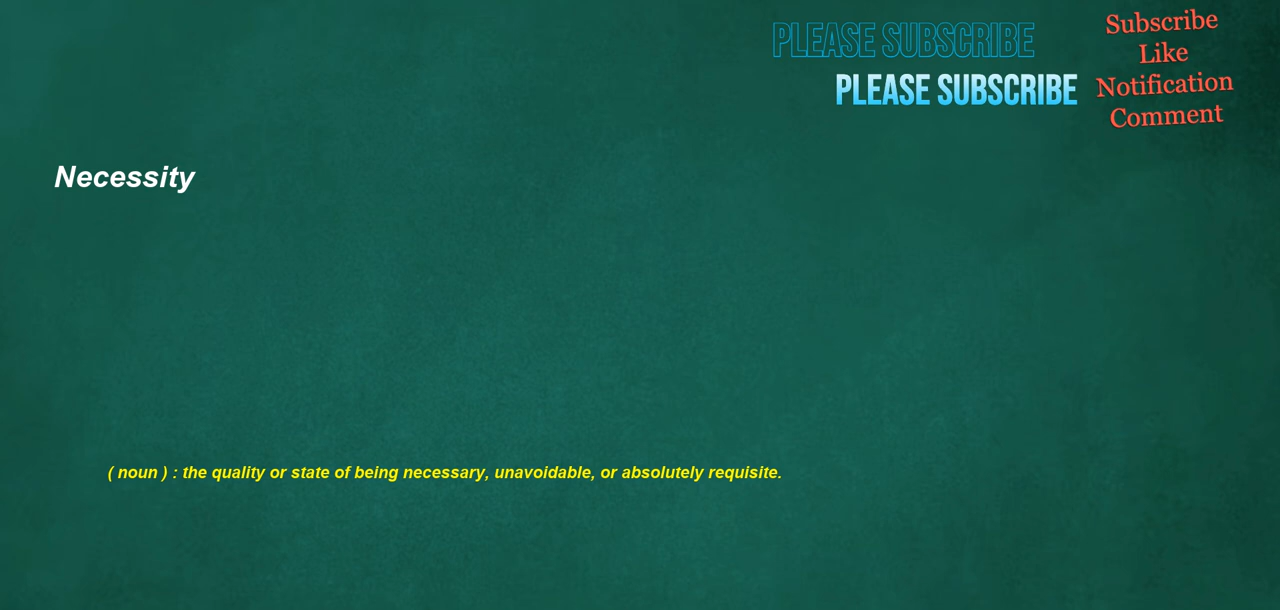 PLEASE SUBSCRIBE
PLEASE SUBSCRIBE
Subscribe
Like
Notification
Comment
Necessity
( noun ) : the quality or state of being necessary, unavoidable, or absolutely requisite.